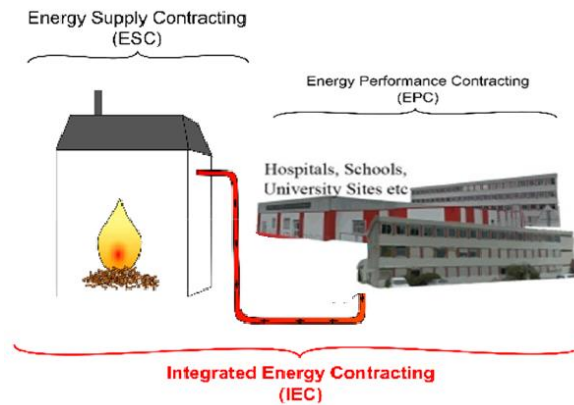 Energy Supply Contracting
(ESC)
Energy Performance Contracting
(EPC)
Hospitals, Schools,
University Sites etc
Integrated Energy Contracting
(IEC)